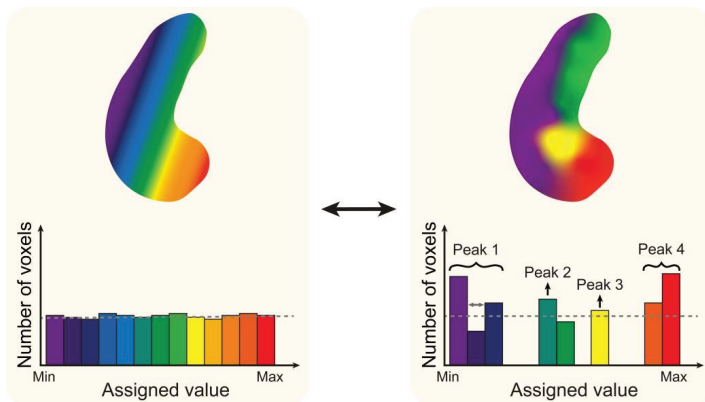 Number of voxels
Min
Max
Assigned value
Number of voxels
Peak 1
Peak 2
Peak 3
Peak 4
Min
Max
Assigned value